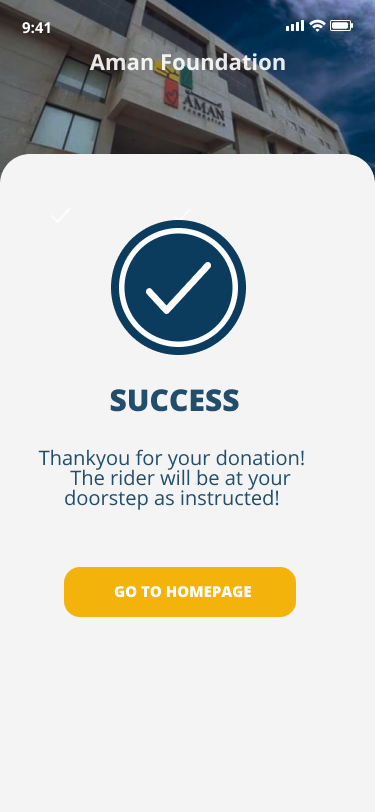 9:41
Aman Foundation
AMAN
FOUNDATION
SUCCESS
Thankyou for your donation!
The rider will be at your
doorstep as instructed!
GO TO HOMEPAGE